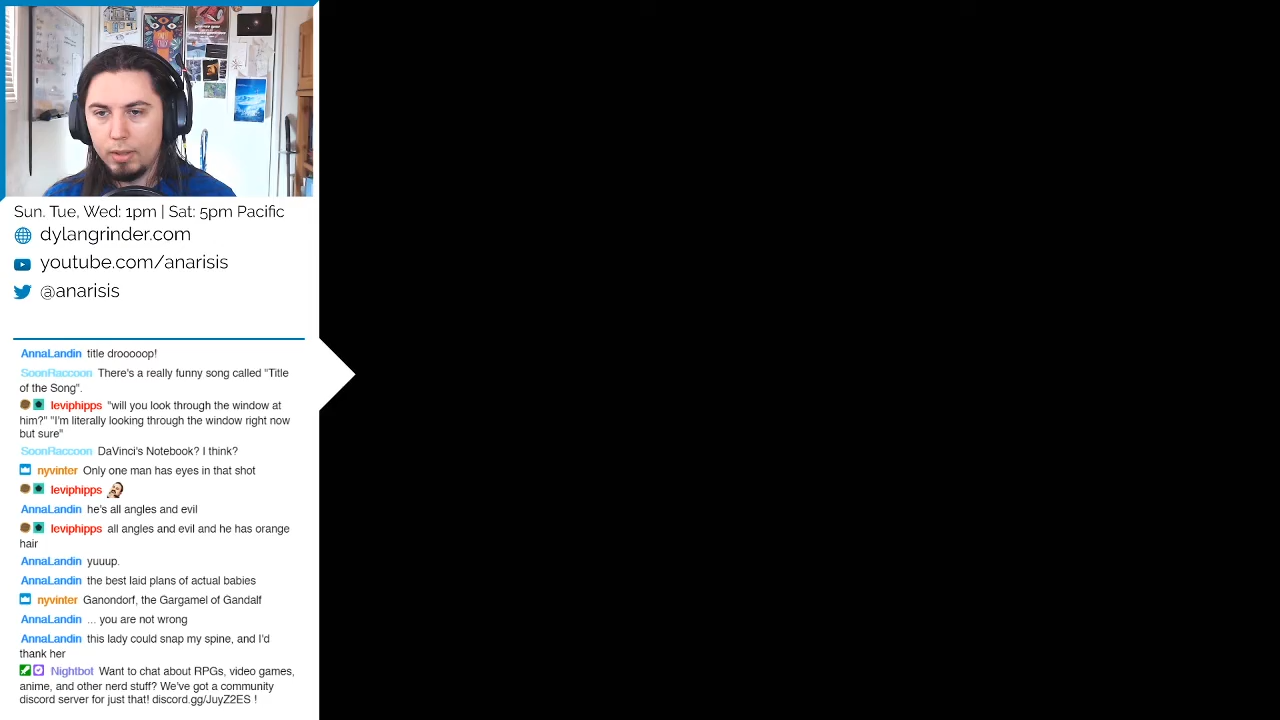 Sun. Tue, Wed: 1pm | Sat: 5pm Pacific
dylangrinder.com
youtube.com/anarisis
@anarisis
AnnaLandin title drooooop!
SoonRaccoon There's a really funny song called "Title
of the Song".
leviphipps "will you look through the window at
him?" "I'm literally looking through the window right now
but sure"
SoonRaccoon DaVinci's Notebook? I think?
nyvinter Only one man has eyes in that shot
leviphipps
AnnaLandin he's all angles and evil
leviphipps all angles and evil and he has orange
hair
AnnaLandin yuuup.
AnnaLandin the best laid plans of actual babies
nyvinter Ganondorf, the Gargamel of Gandalf
AnnaLandin ... you are not wrong
AnnaLandin this lady could snap my spine, and I'd
thank her
Nightbot Want to chat about RPGs, video games,
anime, and other nerd stuff? We've got a community
discord server for just that! discord.gg/JuyZ2ES !